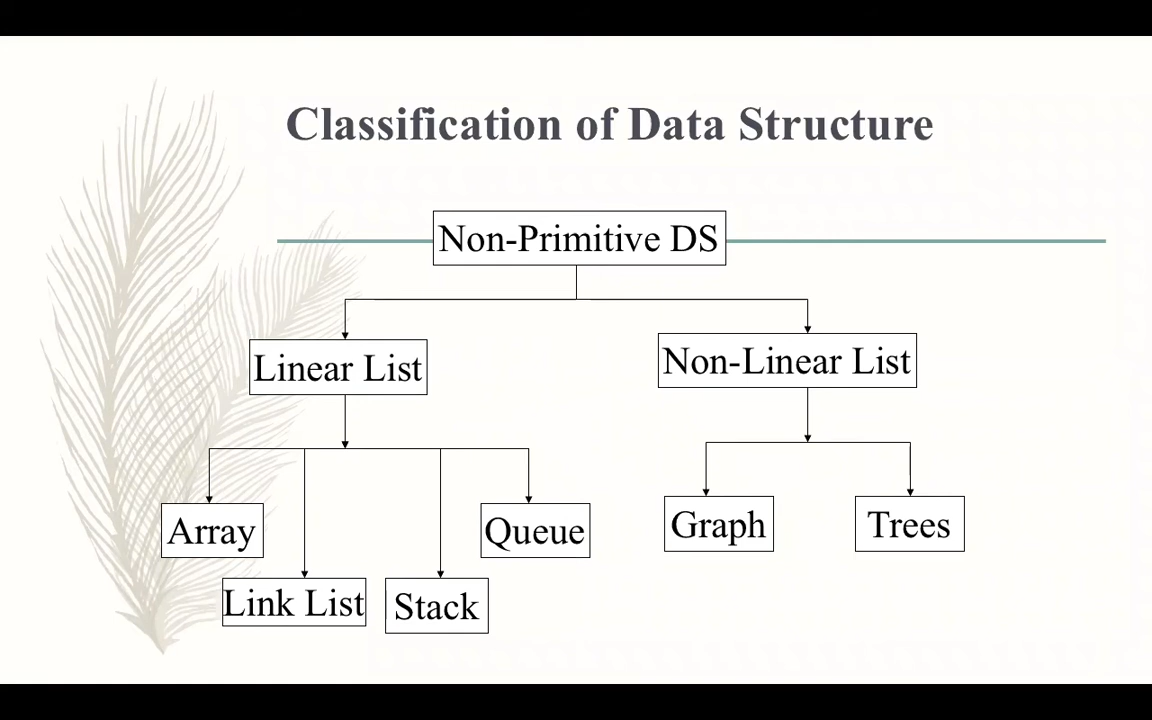 Classification of Data Structure
Non-Primitive DS
Linear List
Non-Linear List
Array
Queue
Graph
Trees
Link List
Stack